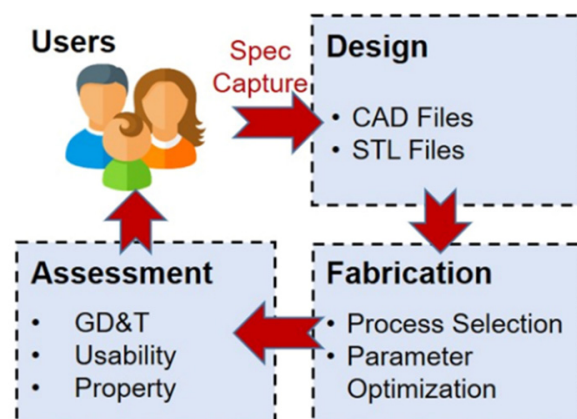 Users
Spec
Capture
Design
• CAD Files
• STL Files
Assessment
• GD&T
• Usability
• Property
Fabrication
• Process Selection
• Parameter
Optimization